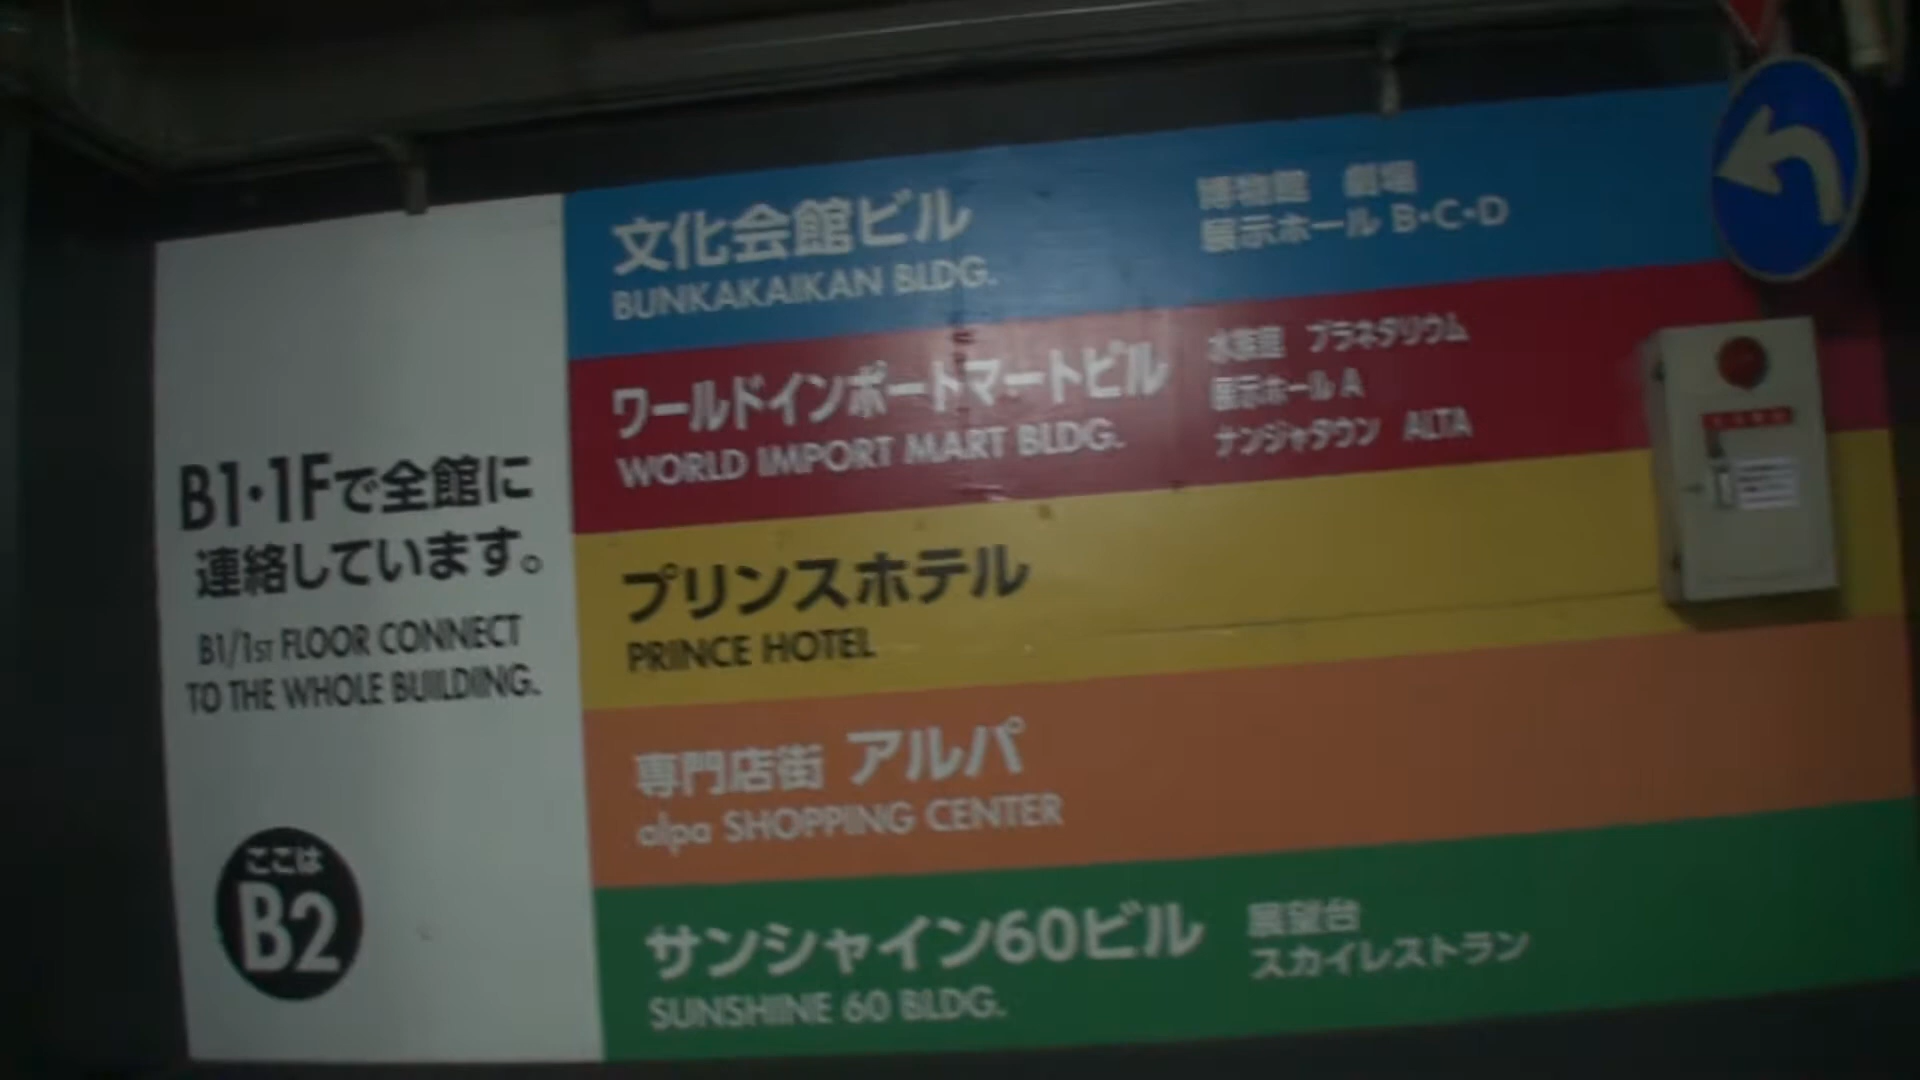 B1・1Fで全館に
連絡しています。
B1/1ST FLOOR CONNECT
TO THE WHOLE BUILDING.
ここは
B2
文化会館ビル
BUNKAKAIKAN BLDG.
博物館 劇場
展示ホール B・C・D
ワールドインポートマートビル
WORLD IMPORT MART BLDG.
水族館 プラネタリウム
展示ホール A
ナンジャタウン ALTA
プリンスホテル
PRINCE HOTEL
専門店街 アルパ
alpa SHOPPING CENTER
サンシャイン60ビル
SUNSHINE 60 BLDG.
展望台
スカイレストラン